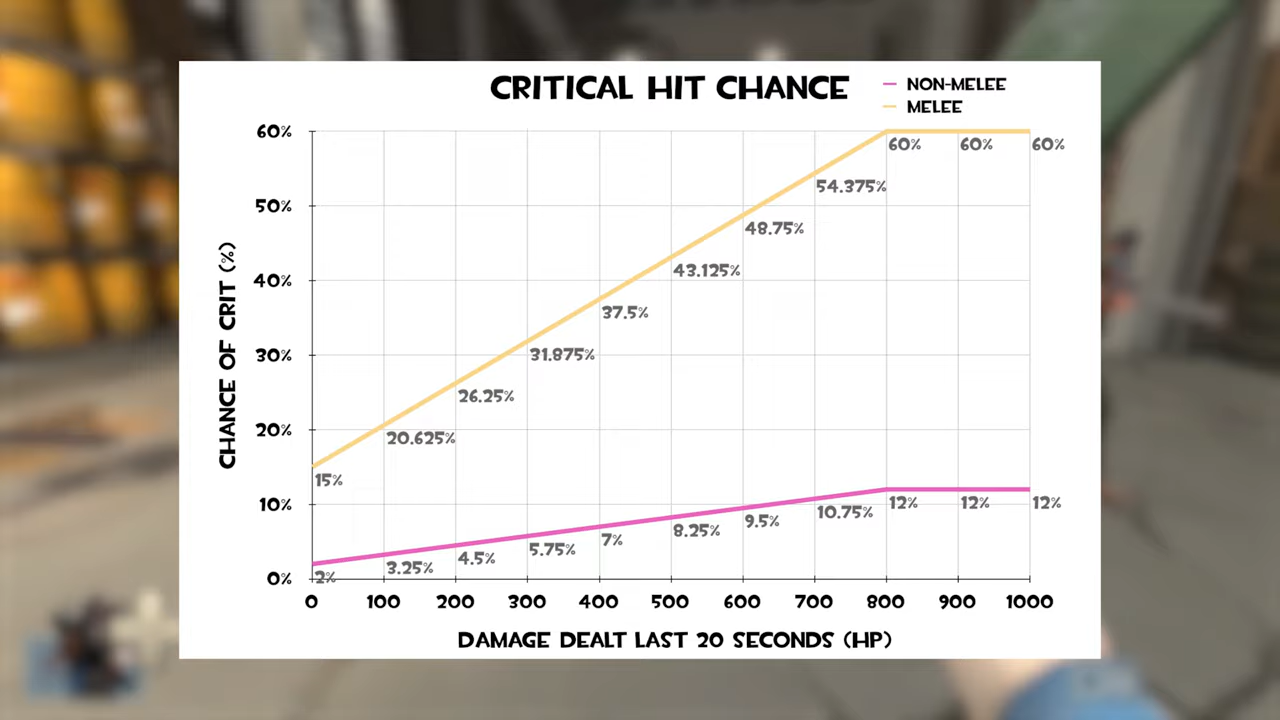 CRITICAL HIT CHANCE
NON-MELEE
MELEE
60%
60% 60% 60%
54.375%
50%
48.75%
43.125%
40%
37.5%
31.875%
30%
26.25%
20.625%
20%
15%
10%
12% 12% 12%
10.75%
9.5%
8.25%
7%
5.75%
4.5%
3.25%
2%
0%
0 100 200 300 400 500 600 700 800 900 1000
CHANCE OF CRIT (%)
DAMAGE DEALT LAST 20 SECONDS (HP)